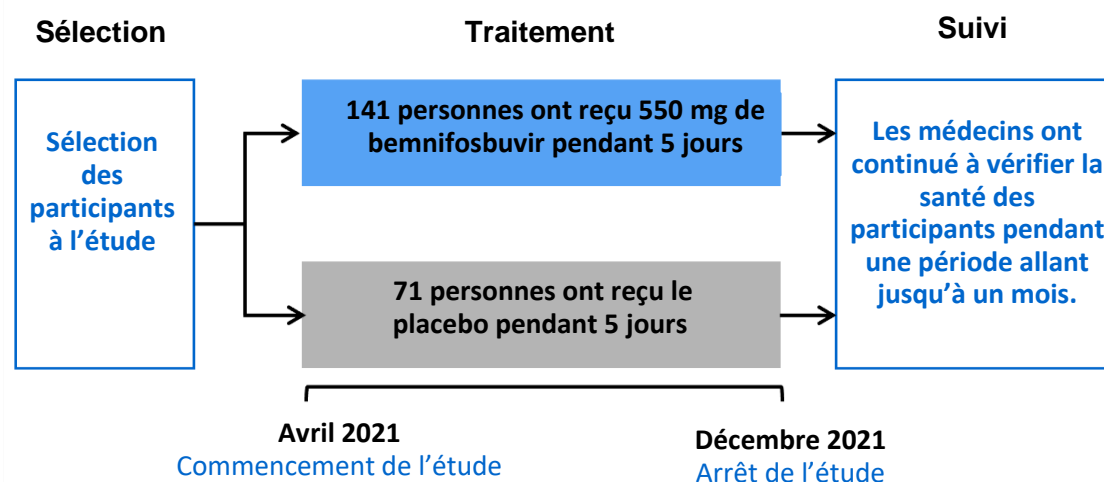 Sélection
Traitement
Suivi
Sélection
des
participants
à l’étude
141 personnes ont reçu 550 mg de
bemnifosbuvir pendant 5 jours
71 personnes ont reçu le
placebo pendant 5 jours
Les médecins ont
continué à vérifier la
santé des
participants pendant
une période allant
jusqu’à un mois.
Avril 2021
Commencement de l’étude
Décembre 2021
Arrêt de l’étude